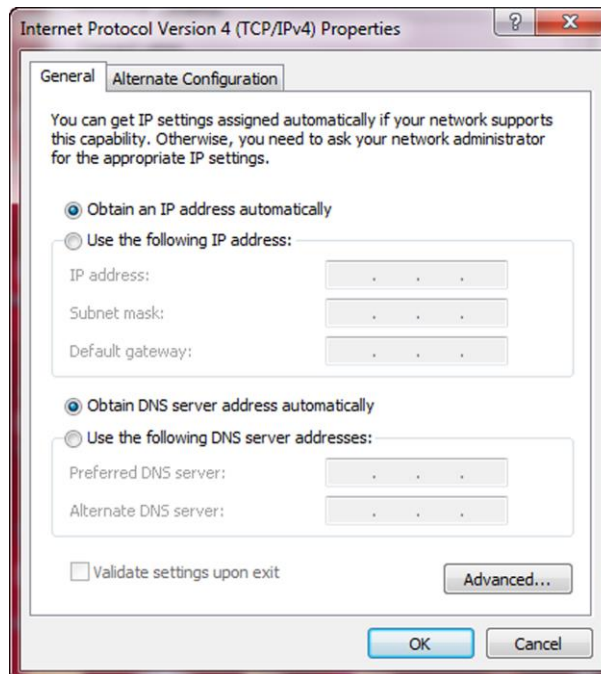 Internet Protocol Version 4 (TCP/IPv4) Properties
General Alternate Configuration
You can get IP settings assigned automatically if your network supports
this capability. Otherwise, you need to ask your network administrator
for the appropriate IP settings.
Obtain an IP address automatically
Use the following IP address:
IP address: . . .
Subnet mask: . . .
Default gateway: . . .
Obtain DNS server address automatically
Use the following DNS server addresses:
Preferred DNS server: . . .
Alternate DNS server: . . .
Validate settings upon exit
Advanced...
OK Cancel